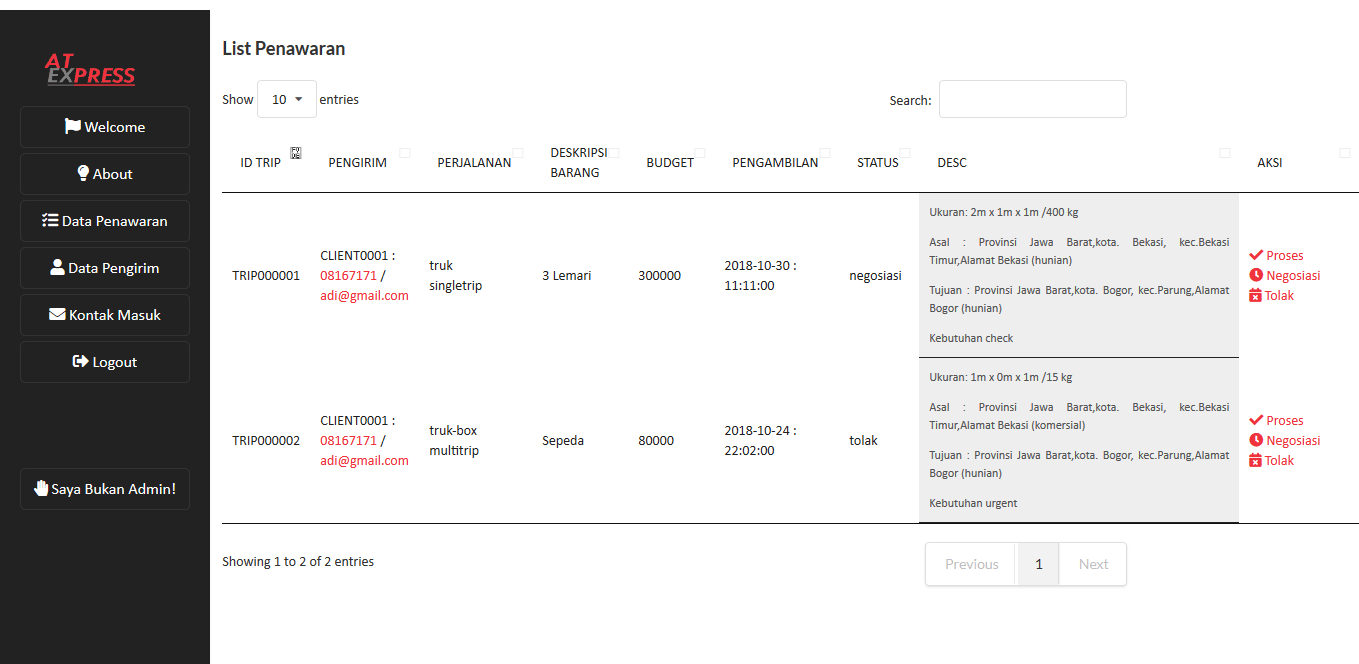 AT
EXPRESS
Welcome
About
Data Penawaran
Data Pengirim
Kontak Masuk
Logout
Saya Bukan Admin!
List Penawaran
Show 10 entries
Search:
ID TRIP PENGIRIM PERJALANAN DESKRIPSI BARANG BUDGET PENGAMBILAN STATUS DESC AKSI
TRIP000001
CLIENT0001 :
08167171 /
adi@gmail.com
truk
singletrip
3 Lemari
300000
2018-10-30 :
11:11:00
negosiasi
Ukuran: 2m x 1m x 1m /400 kg
Asal : Provinsi Jawa Barat,kota. Bekasi, kec.Bekasi
Timur,Alamat Bekasi (hunian)
Tujuan : Provinsi Jawa Barat,kota. Bogor, kec.Parung,Alamat
Bogor (hunian)
Kebutuhan check
Proses
Negosiasi
Tolak
TRIP000002
CLIENT0001 :
08167171 /
adi@gmail.com
truk-box
multitrip
Sepeda
80000
2018-10-24 :
22:02:00
tolak
Ukuran: 1m x 0m x 1m /15 kg
Asal : Provinsi Jawa Barat,kota. Bekasi, kec.Bekasi
Timur,Alamat Bekasi (komersial)
Tujuan : Provinsi Jawa Barat,kota. Bogor, kec.Parung,Alamat
Bogor (hunian)
Kebutuhan urgent
Proses
Negosiasi
Tolak
Showing 1 to 2 of 2 entries
Previous 1 Next